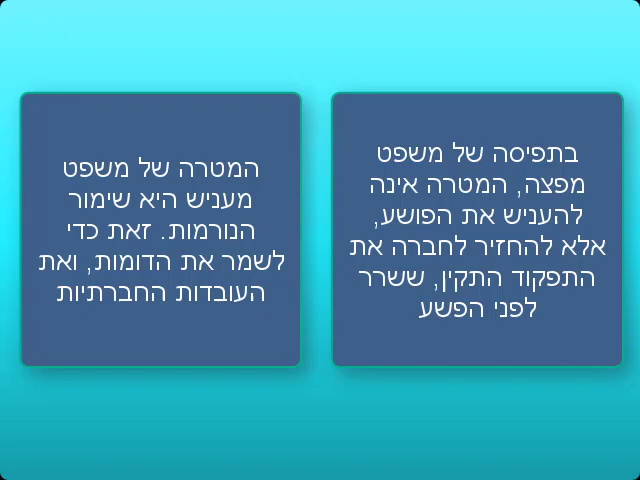 בתפיסה של משפט
מפצה, המטרה אינה
להעניש את הפושע,
אלא להחזיר לחברה את
התפקוד התקין, ששרר
לפני הפשע
המטרה של משפט
מעניש היא שימור
הנורמות. זאת כדי
לשמר את הדומות, ואת
העובדות החברתיות